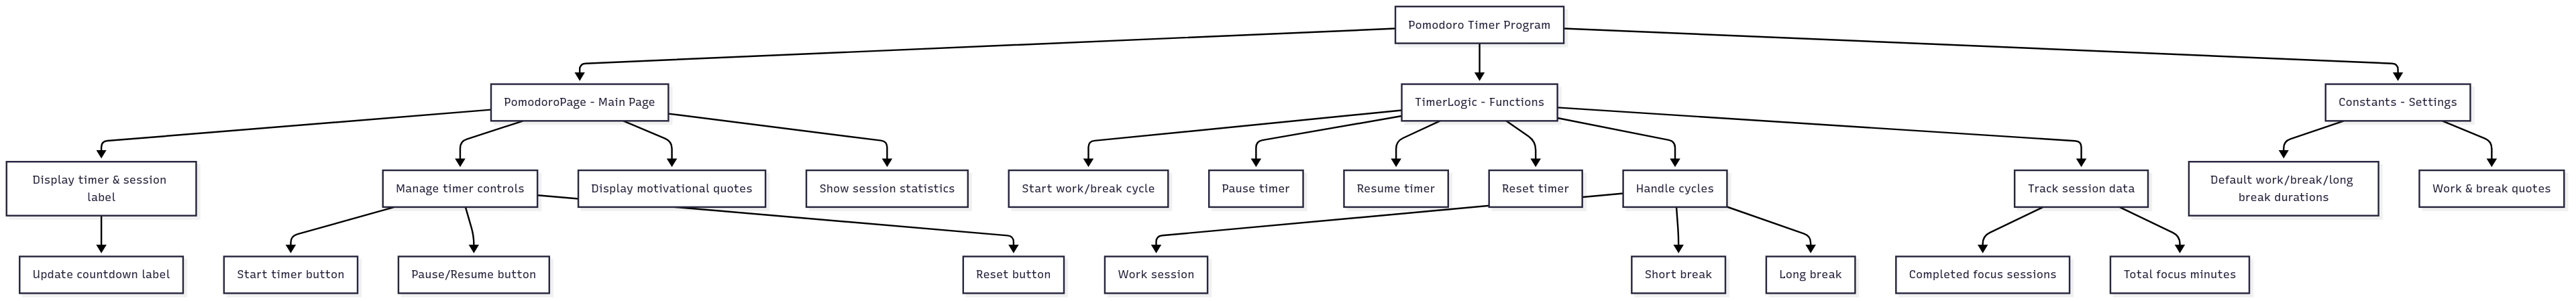 Pomodoro Timer Program
PomodoroPage - Main Page
TimerLogic - Functions
Constants - Settings
Display timer & session
label
Manage timer controls
Display motivational quotes
Show session statistics
Start work/break cycle
Pause timer
Resume timer
Reset timer
Handle cycles
Track session data
Default work/break/long
break durations
Work & break quotes
Update countdown label
Start timer button
Pause/Resume button
Reset button
Work session
Short break
Long break
Completed focus sessions
Total focus minutes